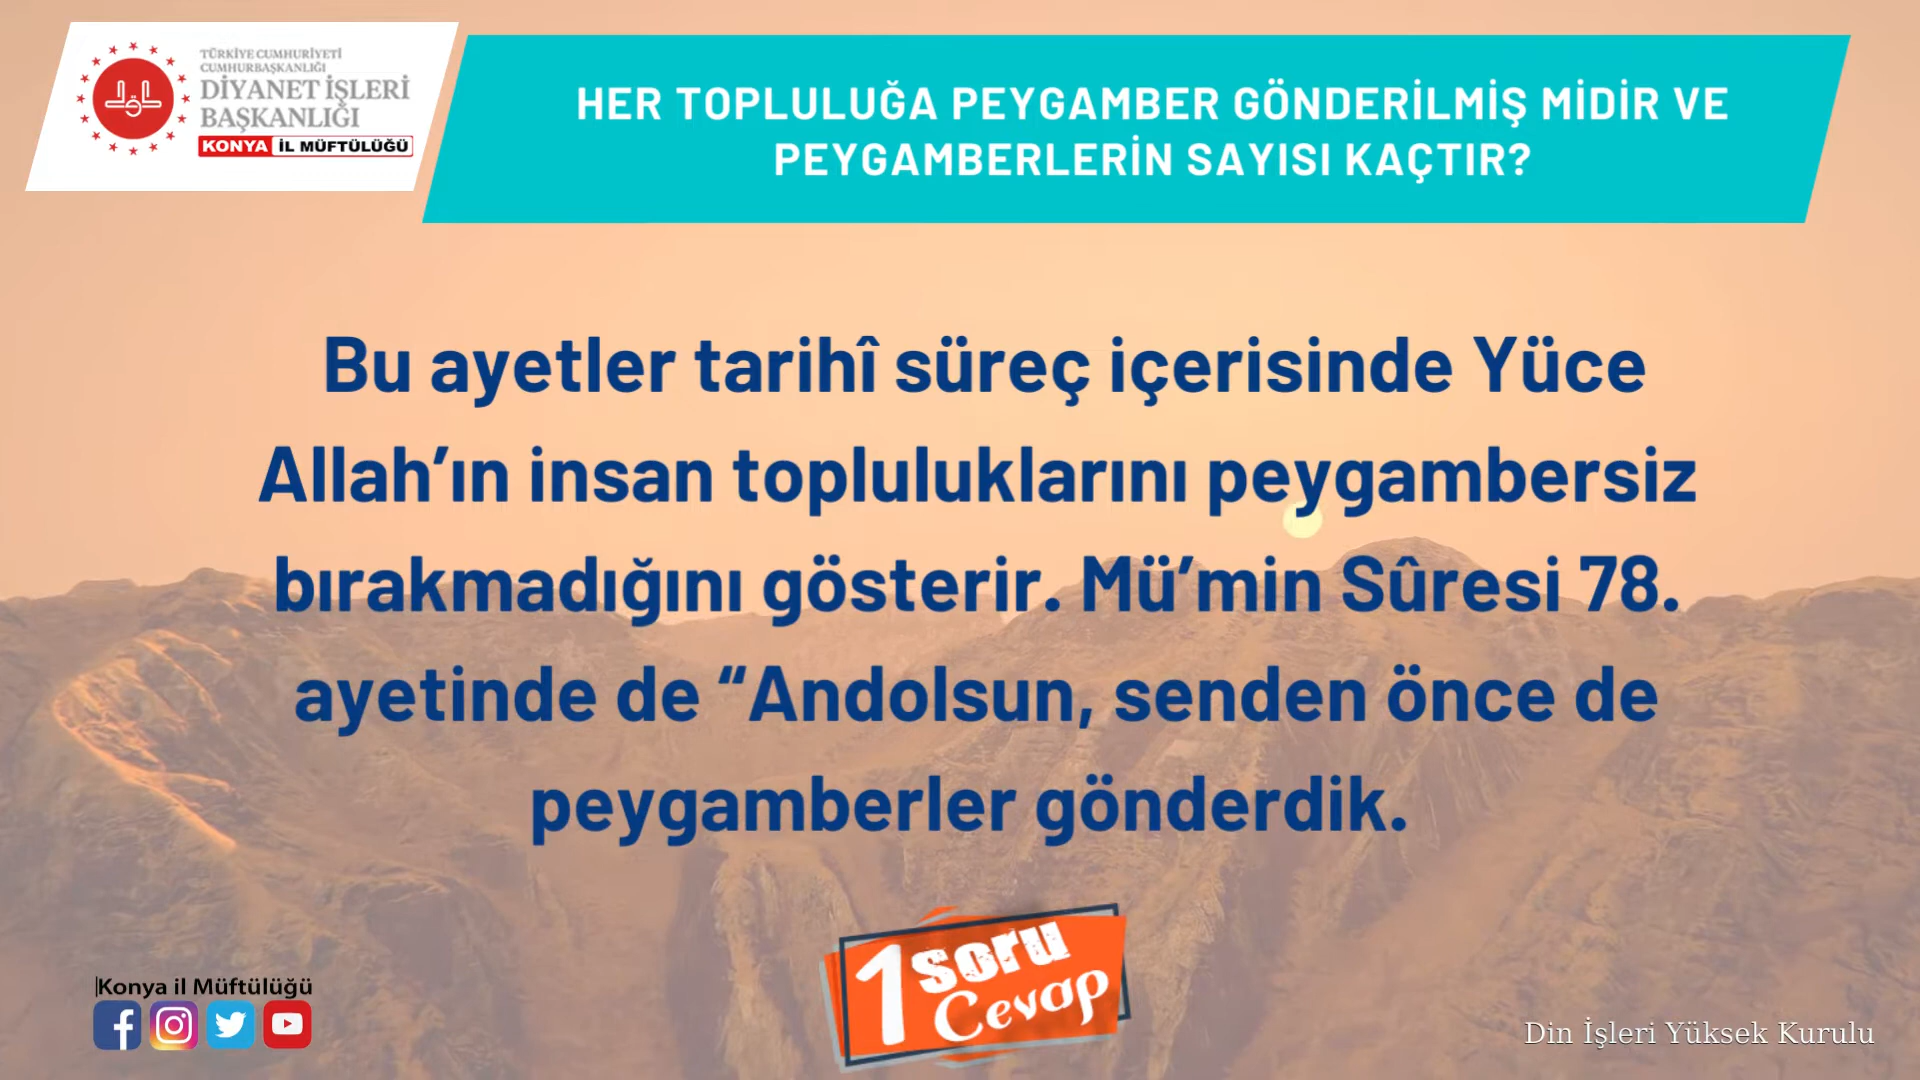 TÜRKİYE CUMHURİYETİ
CUMHURBAŞKANLIĞI
DİYANET İŞLERİ
BAŞKANLIĞI
KONYA İL MÜFTÜLÜĞÜ
HER TOPLULUĞA PEYGAMBER GÖNDERİLMİŞ MİDİR VE
PEYGAMBERLERİN SAYISI KAÇTIR?
Bu ayetler tarihî süreç içerisinde Yüce
Allah’ın insan topluluklarını peygambersiz
bırakmadığını gösterir. Mü’min Sûresi 78.
ayetinde de “Andolsun, senden önce de
peygamberler gönderdik.
1 soru
Cevap
Konya il Müftülüğü
Din İşleri Yüksek Kurulu